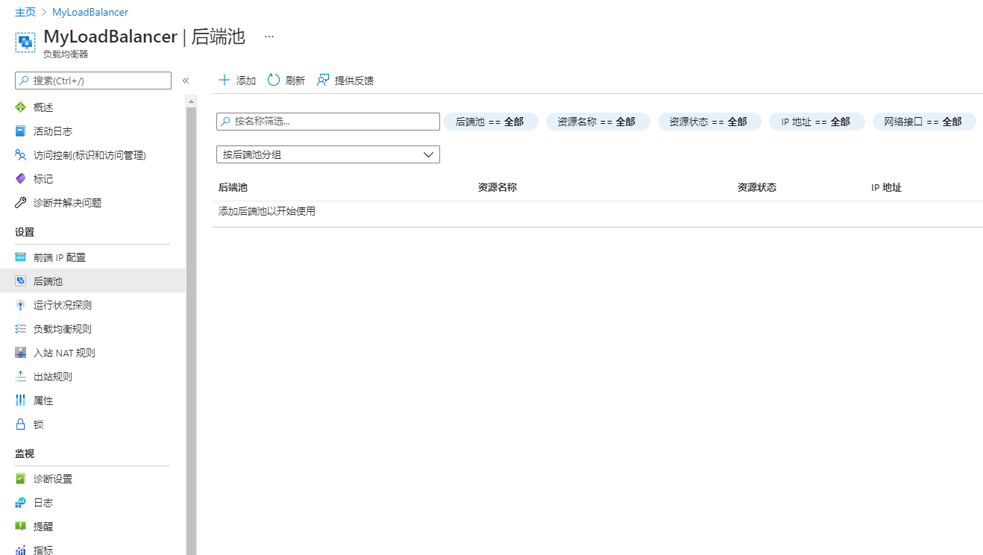 主页 > MyLoadBalancer
MyLoadBalancer | 后端池 ...
负载均衡器
搜索(Ctrl+/) «
添加 刷新 提供反馈
概述
活动日志
访问控制(标识和访问管理)
标记
诊断并解决问题
设置
前端 IP 配置
后端池
运行状况探测
负载均衡规则
入站 NAT 规则
出站规则
属性
锁
监视
诊断设置
日志
提醒
指标
按名称筛选... 后端池 == 全部 资源名称 == 全部 资源状态 == 全部 IP 地址 == 全部 网络接口 == 全部
按后端池分组
后端池 资源名称 资源状态 IP 地址
添加后端池以开始使用